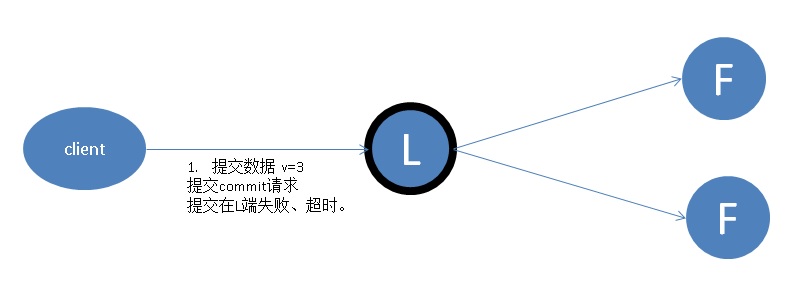 client
1. 提交数据 v=3
提交commit请求
提交在L端失败、超时。
L
F
F